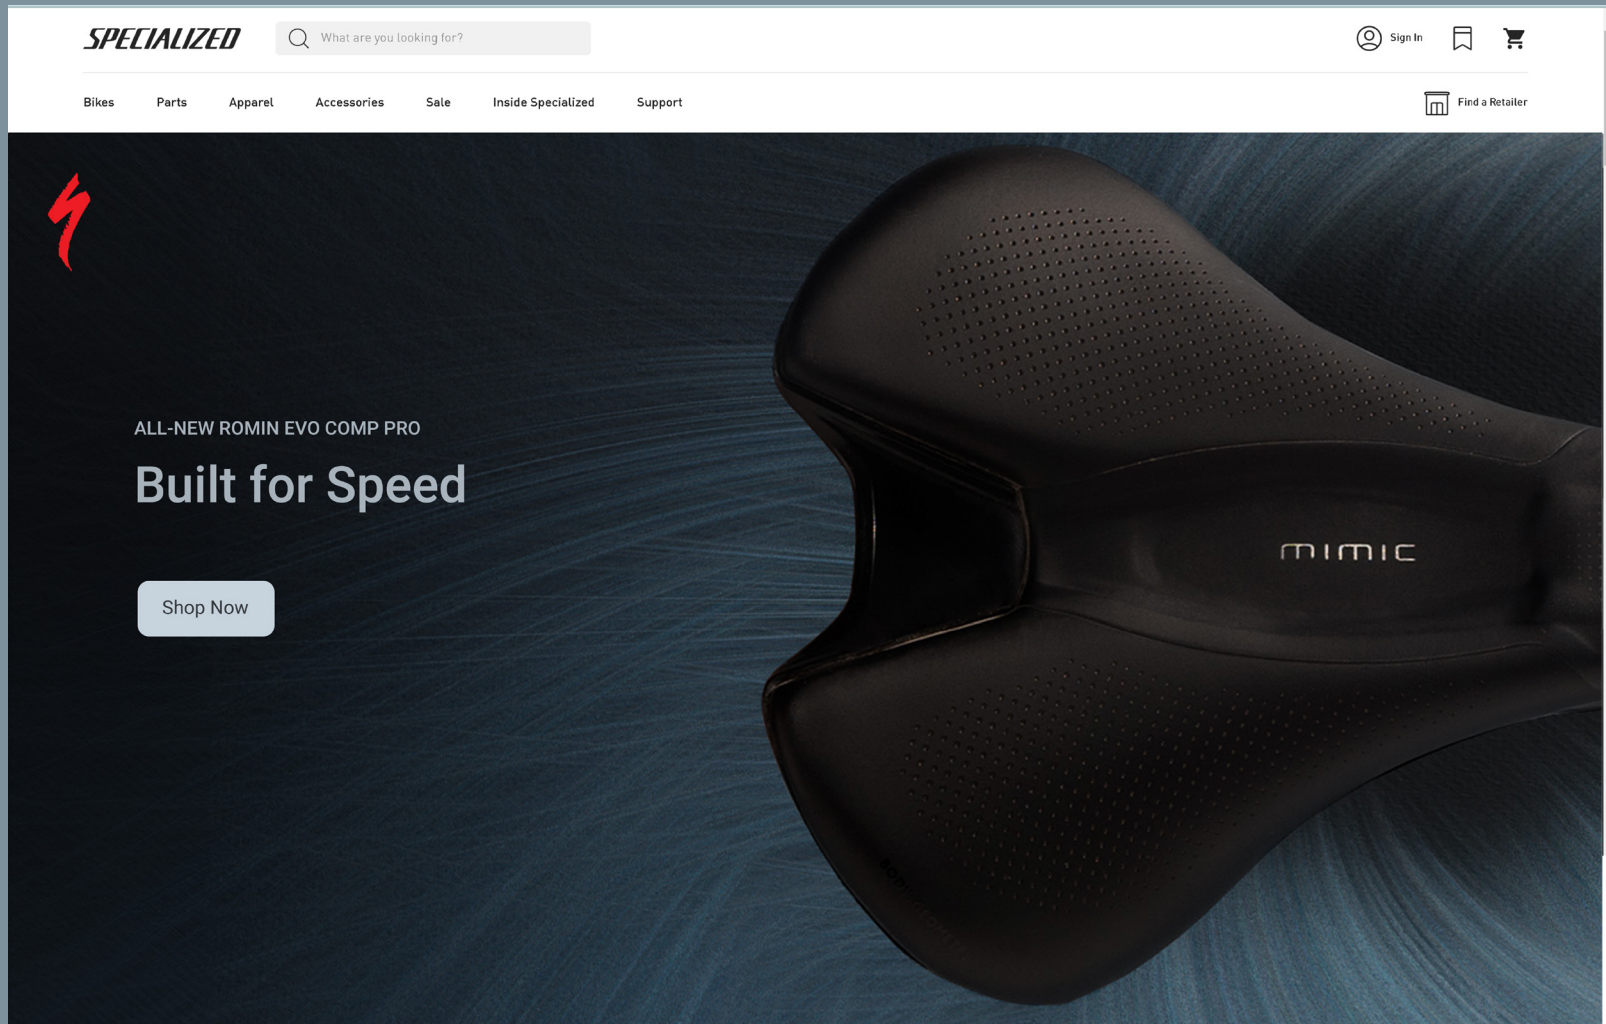 SPECIALIZED
What are you looking for?
Sign In
Bikes
Parts
Apparel
Accessories
Sale
Inside Specialized
Support
Find a Retailer
ALL-NEW ROMIN EVO COMP PRO
Built for Speed
Shop Now
mimic